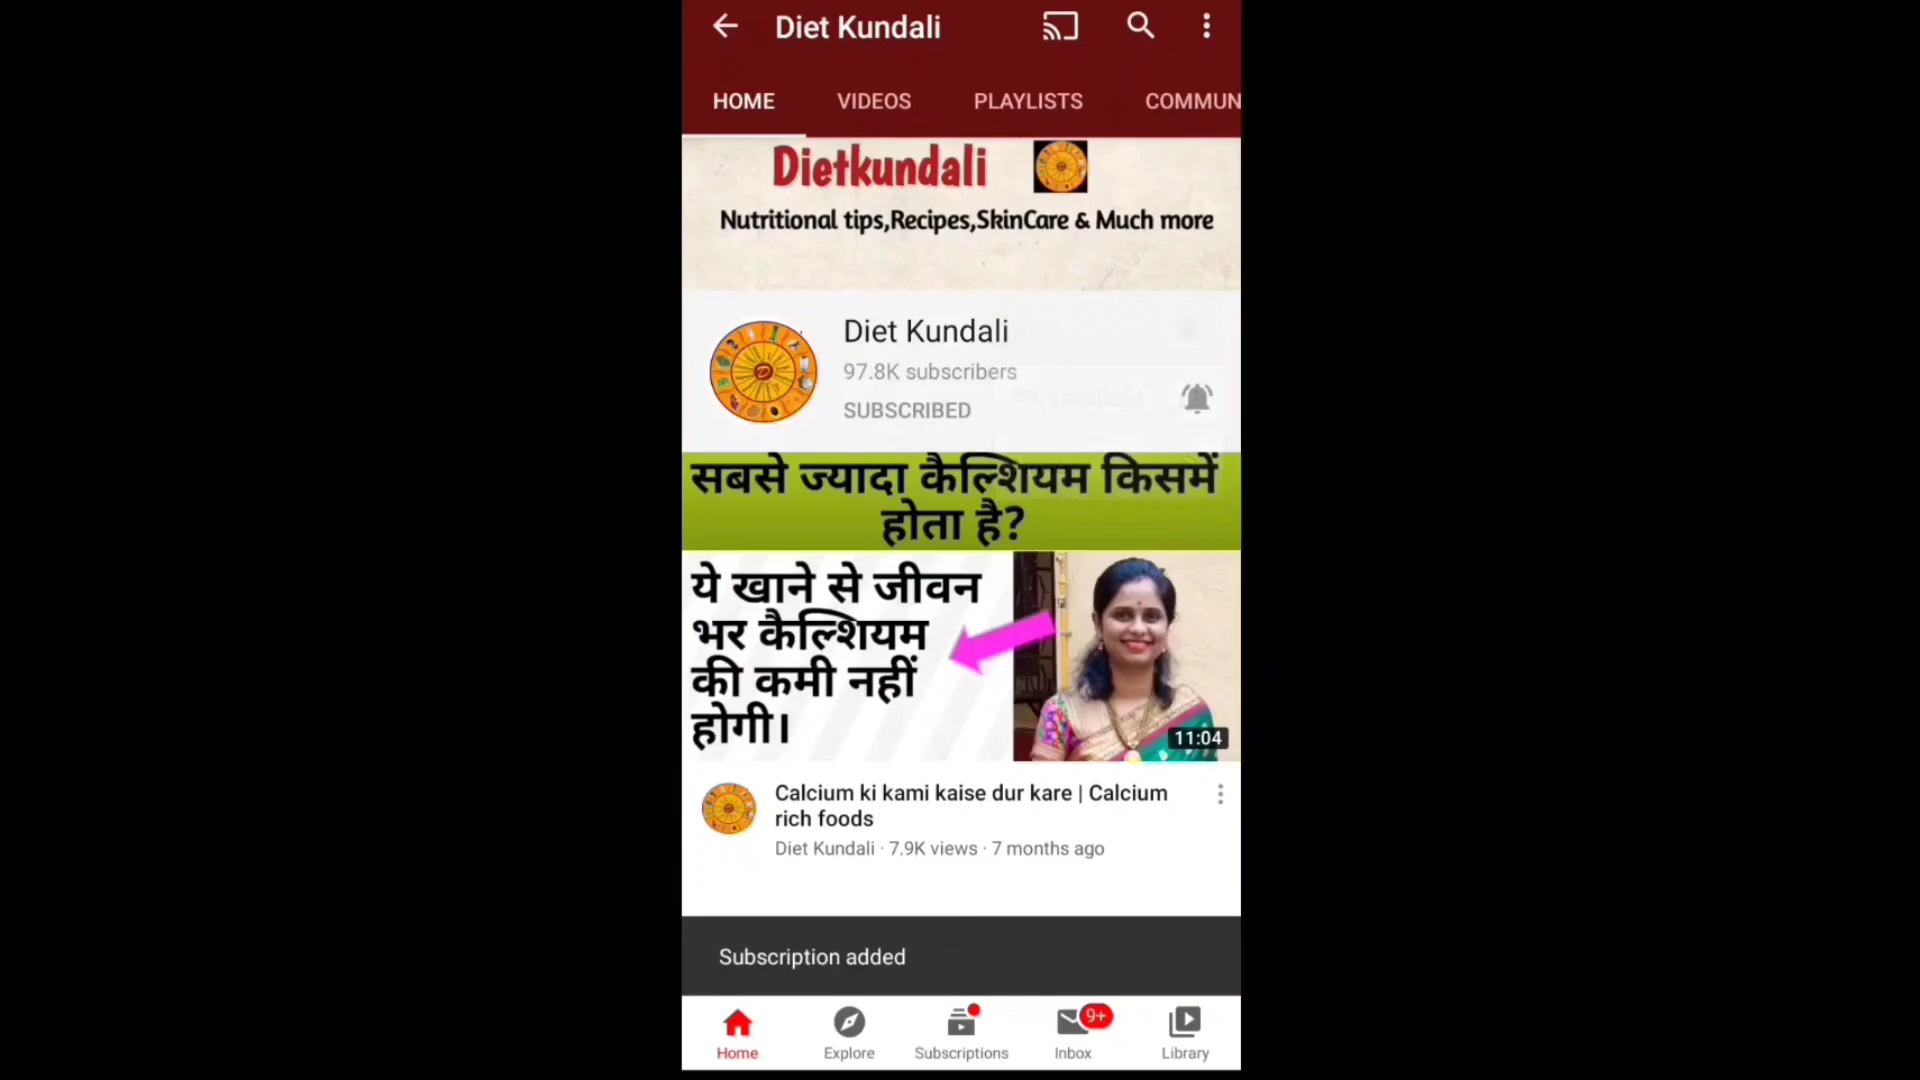 Diet Kundali
HOME VIDEOS PLAYLISTS COMMUN
Dietkundali
Nutritional tips,Recipes,SkinCare & Much more
Diet Kundali
97.8K subscribers
SUBSCRIBED
सबसे ज्यादा कैल्शियम किसमें
होता है?
ये खाने से जीवन
भर कैल्शियम
की कमी नहीं
होगी।
11:04
Calcium ki kami kaise dur kare | Calcium
rich foods
Diet Kundali · 7.9K views · 7 months ago
Subscription added
9+
Home Explore Subscriptions Inbox Library